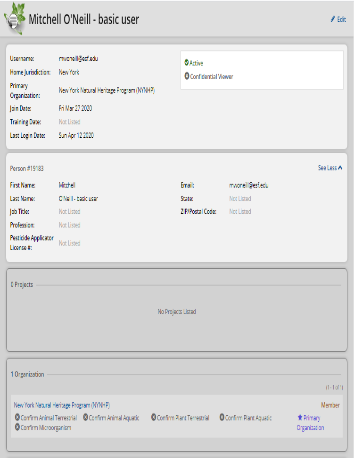 Mitchell O'Neill - basic user
Edit
Username: mwoneill@esf.edu
Active
Home Jurisdiction: New York
Confidential Viewer
Primary Organization: New York Natural Heritage Program (NYNHP)
Join Date: Fri Mar 27 2020
Training Date: Not Listed
Last Login Date: Sun Apr 12 2020
Person #19183
See Less
First Name: Mitchell
Email: mwoneill@esf.edu
Last Name: O'Neill - basic user
State: Not Listed
Job Title: Not Listed
ZIP/Postal Code: Not Listed
Profession: Not Listed
Pesticide Applicator License #: Not Listed
0 Projects
No Projects Listed
1 Organization
(1 - 1 of 1)
New York Natural Heritage Program (NYNHP)
Member
Confirm Animal Terrestrial Confirm Animal Aquatic Confirm Plant Terrestrial Confirm Plant Aquatic
Confirm Microorganism
Primary
Organization